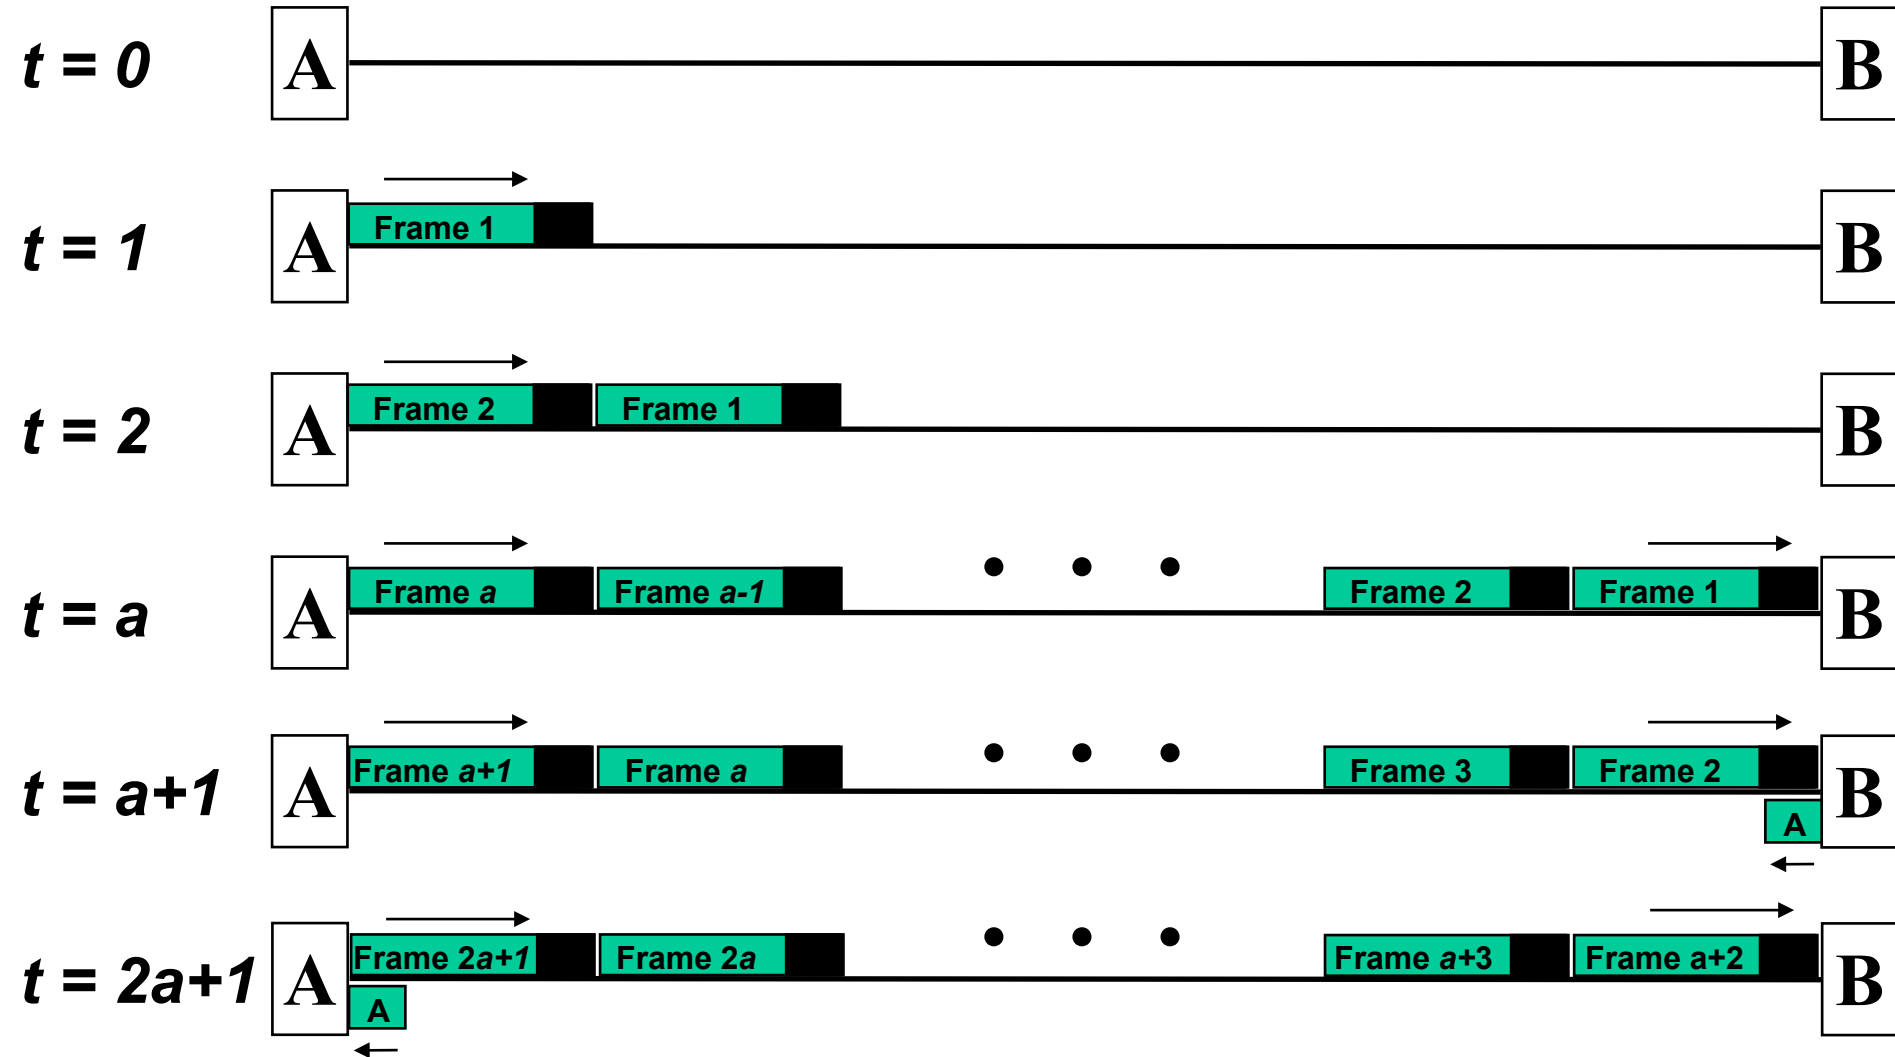 t = 0 A B
t = 1 A Frame 1 B
t = 2 A Frame 2 Frame 1 B
t = a A Frame a Frame a-1 • • • Frame 2 Frame 1 B
t = a+1 A Frame a+1 Frame a • • • Frame 3 Frame 2 B
A
t = 2a+1 A Frame 2a+1 Frame 2a • • • Frame a+3 Frame a+2 B
A